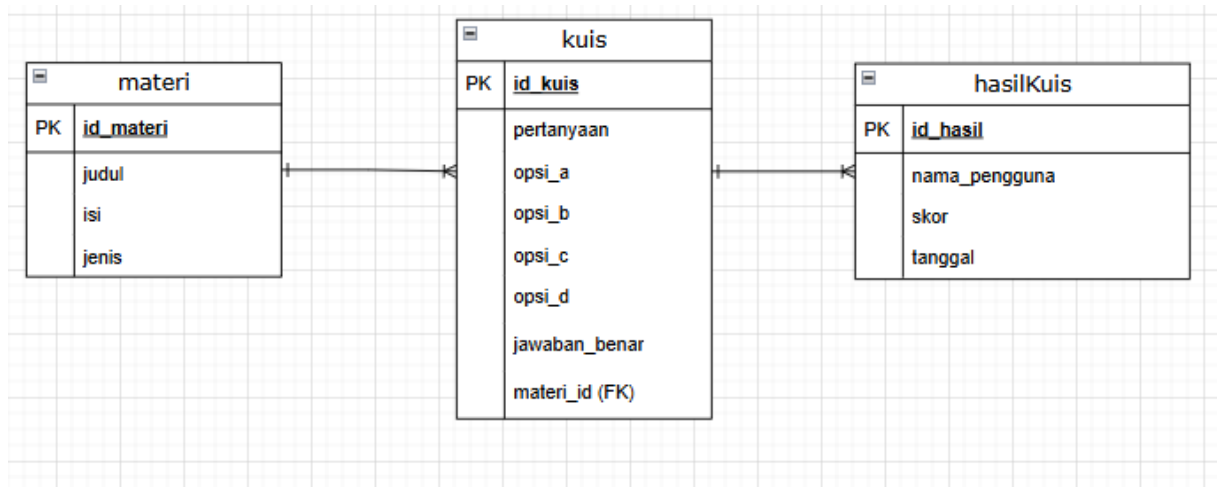 materi
PK id_materi
judul
isi
jenis
kuis
PK id_kuis
pertanyaan
opsi_a
opsi_b
opsi_c
opsi_d
jawaban_benar
materi_id (FK)
hasilKuis
PK id_hasil
nama_pengguna
skor
tanggal